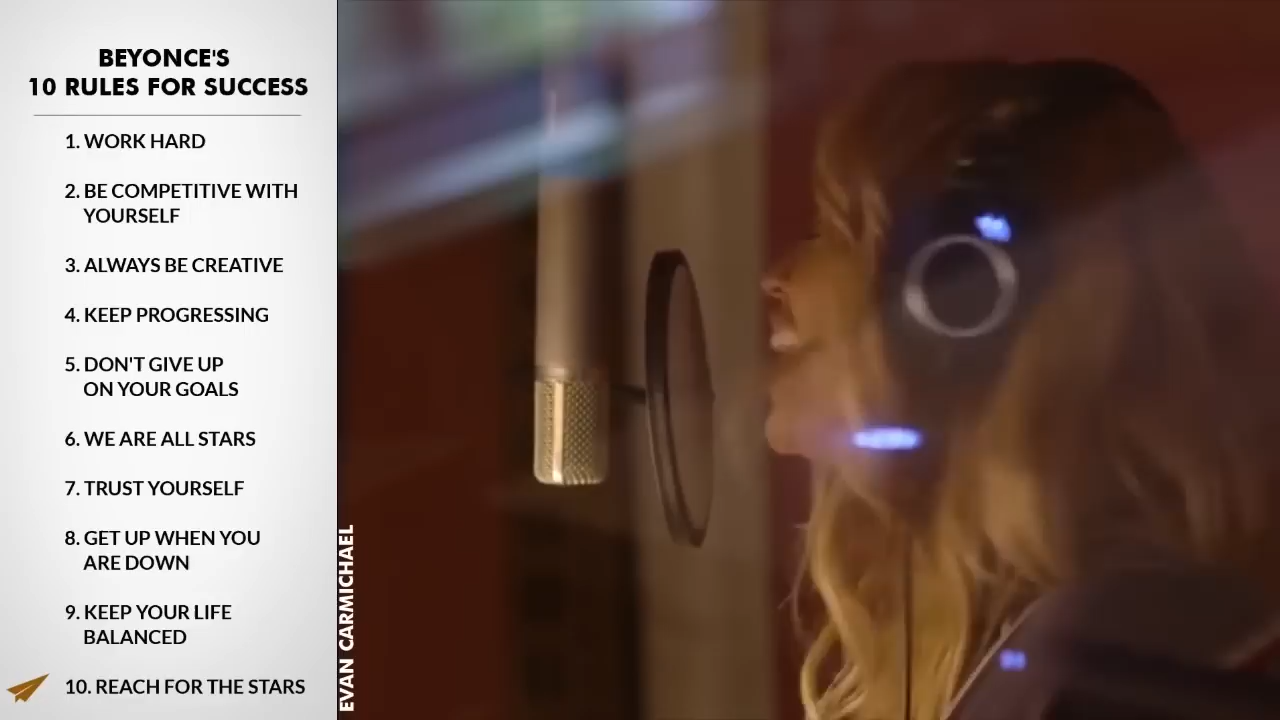 BEYONCE'S
10 RULES FOR SUCCESS
1. WORK HARD
2. BE COMPETITIVE WITH
YOURSELF
3. ALWAYS BE CREATIVE
4. KEEP PROGRESSING
5. DON'T GIVE UP
ON YOUR GOALS
6. WE ARE ALL STARS
7. TRUST YOURSELF
8. GET UP WHEN YOU
ARE DOWN
9. KEEP YOUR LIFE
BALANCED
10. REACH FOR THE STARS
EVAN CARMICHAEL